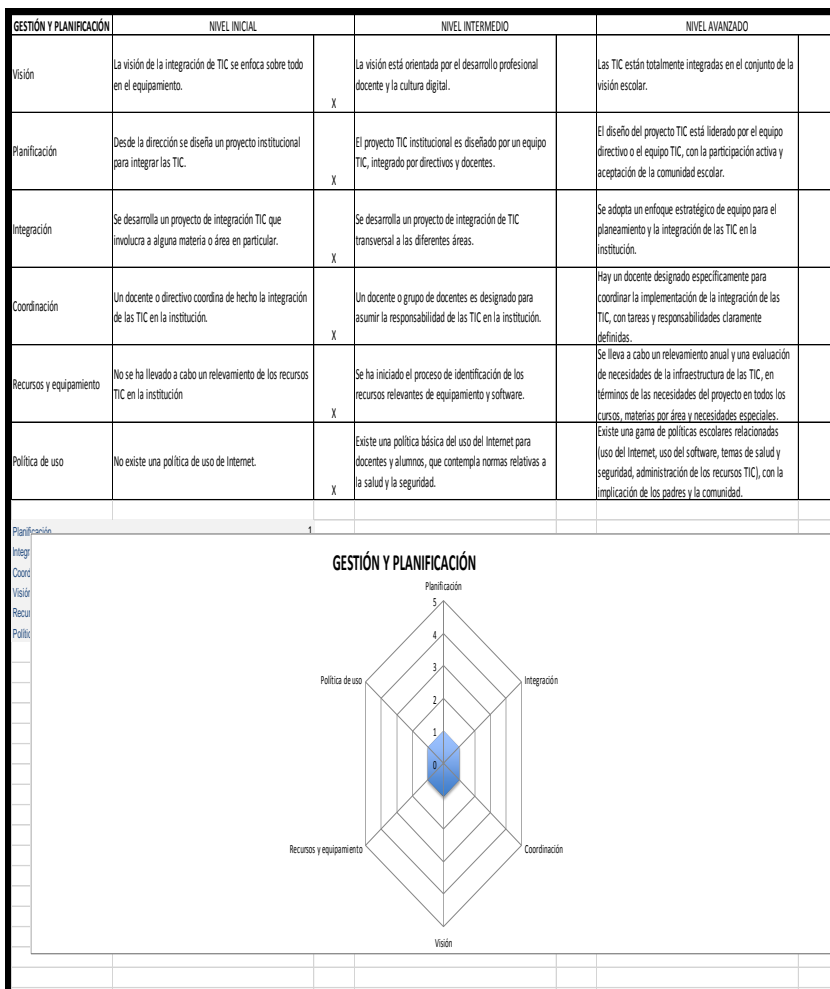 GESTIÓN Y PLANIFICACIÓN NIVEL INICIAL NIVEL INTERMEDIO NIVEL AVANZADO
Visión
La visión de la integración de TIC se enfoca sobre todo
en el equipamiento.
X
La visión está orientada por el desarrollo profesional
docente y la cultura digital.
Las TIC están totalmente integradas en el conjunto de la
visión escolar.
Planificación
Desde la dirección se diseña un proyecto institucional
para integrar las TIC.
X
El proyecto TIC institucional es diseñado por un equipo
TIC, integrado por directivos y docentes.
El diseño del proyecto TIC está liderado por el equipo
directivo o el equipo TIC, con la participación activa y
aceptación de la comunidad escolar.
Integración
Se desarrolla un proyecto de integración TIC que
involucra a alguna materia o área en particular.
X
Se desarrolla un proyecto de integración de TIC
transversal a las diferentes áreas.
Se adopta un enfoque estratégico de equipo para el
planeamiento y la integración de las TIC en la
institución.
Coordinación
Un docente o directivo coordina de hecho la integración
de las TIC en la institución.
X
Un docente o grupo de docentes es designado para
asumir la responsabilidad de las TIC en la institución.
Hay un docente designado específicamente para
coordinar la implementación de la integración de las
TIC, con tareas y responsabilidades claramente
definidas.
Recursos y equipamiento
No se ha llevado a cabo un relevamiento de los recursos
TIC en la institución
X
Se ha iniciado el proceso de identificación de los
recursos relevantes de equipamiento y software.
Se lleva a cabo un relevamiento anual y una evaluación
de necesidades de la infraestructura de las TIC, en
términos de las necesidades del proyecto en todos los
cursos, materias por área y necesidades especiales.
Política de uso
No existe una política de uso de Internet.
X
Existe una política básica del uso del Internet para
docentes y alumnos, que contempla normas relativas a
la salud y la seguridad.
Existe una gama de políticas escolares relacionadas
(uso del Internet, uso del software, temas de salud y
seguridad, administración de los recursos TIC), con la
implicación de los padres y la comunidad.
Planificación 1
Integr
Coord
Visión
Recur
Polític
GESTIÓN Y PLANIFICACIÓN
Planificación
5
4
Política de uso
3
Integración
2
1
0
Recursos y equipamiento
Coordinación
Visión